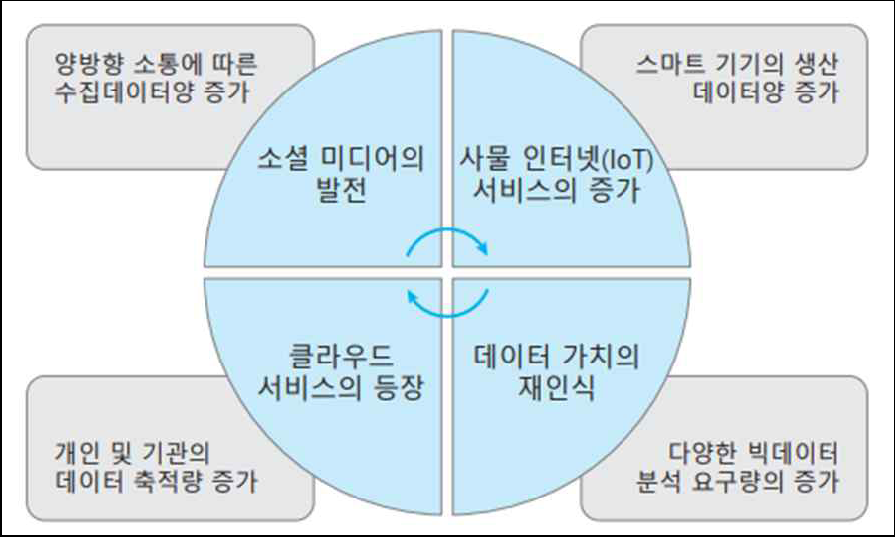 양방향 소통에 따른
수집데이터양 증가
스마트 기기의 생산
데이터양 증가
소셜 미디어의
발전
사물 인터넷(IoT)
서비스의 증가
클라우드
서비스의 등장
데이터 가치의
재인식
개인 및 기관의
데이터 축적량 증가
다양한 빅데이터
분석 요구량의 증가